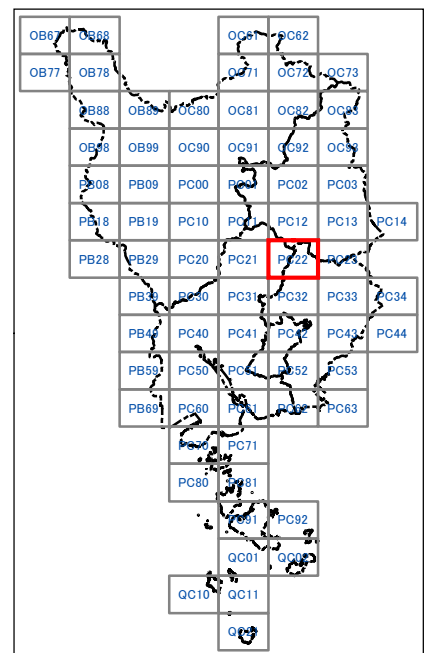 OB67 OB68 OC61 OC62
OB77 OB78 OC71 OC72 OC73
OB88 OB89 OC80 OC81 OC82 OC83
OB98 OB99 OC90 OC91 OC92 OC93
PB08 PB09 PC00 PC01 PC02 PC03
PB18 PB19 PC10 PC11 PC12 PC13 PC14
PB28 PB29 PC20 PC21 PC22 PC23
PB39 PC30 PC31 PC32 PC33 PC34
PB49 PC40 PC41 PC42 PC43 PC44
PB59 PC50 PC51 PC52 PC53
PB69 PC60 PC61 PC62 PC63
PC70 PC71
PC80 PC81
PC91 PC92
QC01 QC02
QC10 QC11
QC21